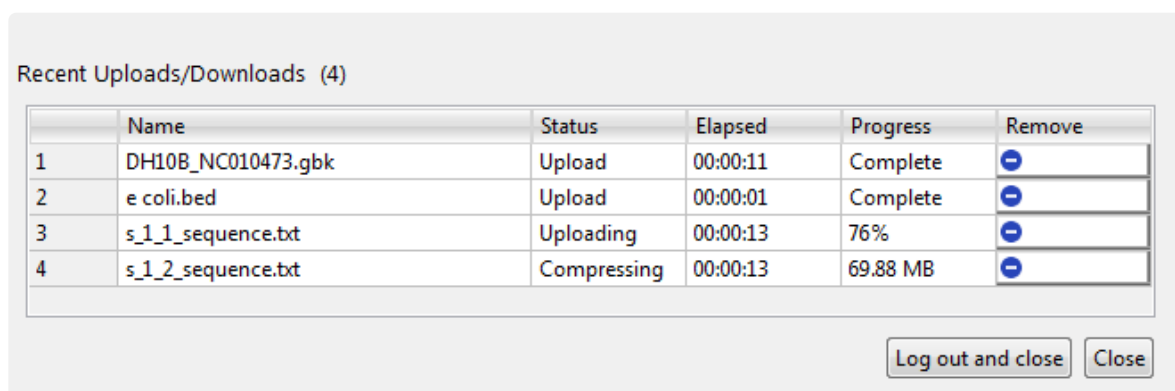 Recent Uploads/Downloads (4)
Name Status Elapsed Progress Remove
1 DH10B_NC010473.gbk Upload 00:00:11 Complete
2 e coli.bed Upload 00:00:01 Complete
3 s_1_1_sequence.txt Uploading 00:00:13 76%
4 s_1_2_sequence.txt Compressing 00:00:13 69.88 MB
Log out and close Close